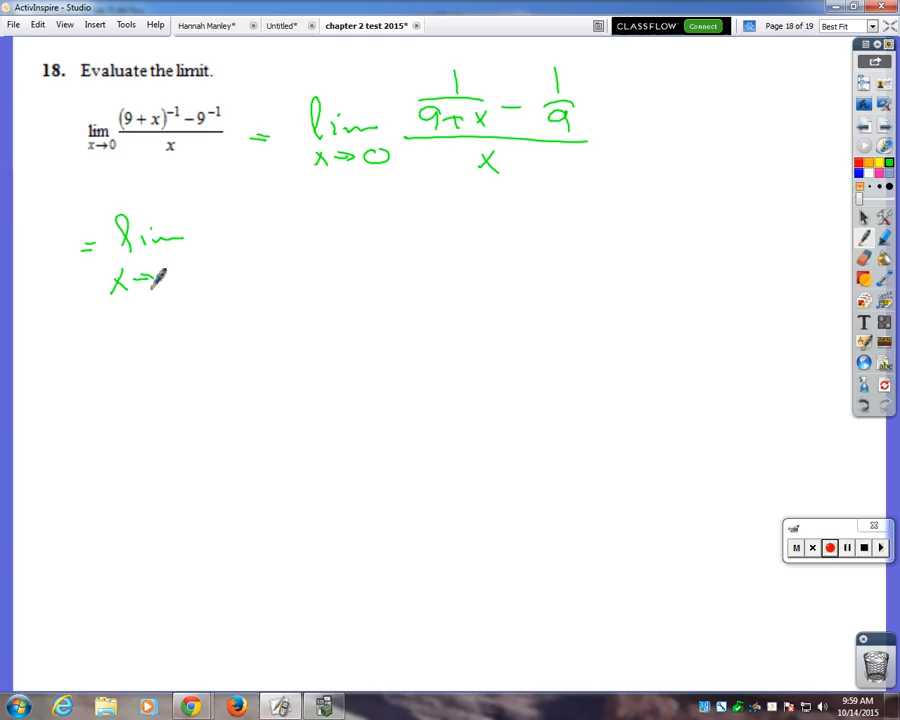 ActivInspire - Studio
File Edit View Insert Tools Help Hannah Manley* Untitled* chapter 2 test 2015* CLASSFLOW Connect Page 18 of 19 Best Fit
18. Evaluate the limit.
lim x→0 ((9 + x)⁻¹ – 9⁻¹) / x = lim x→0 (1/(9+x) − 1/9) / x
= lim x→
M
9:59 AM
10/14/2015